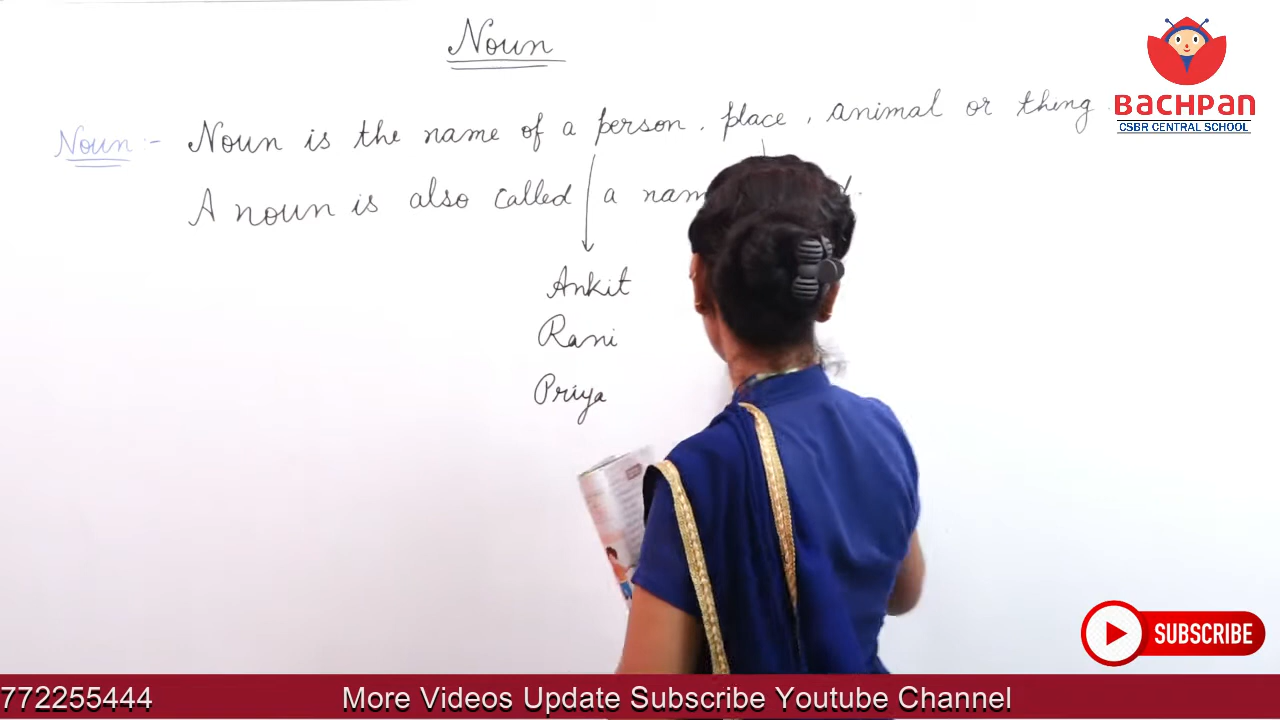 Noun
BACHPAN
CSBR CENTRAL SCHOOL
Noun :- Noun is the name of a person, place, animal or thing.
A noun is also called a
Ankit
Rani
Priya
SUBSCRIBE
772255444 More Videos Update Subscribe Youtube Channel